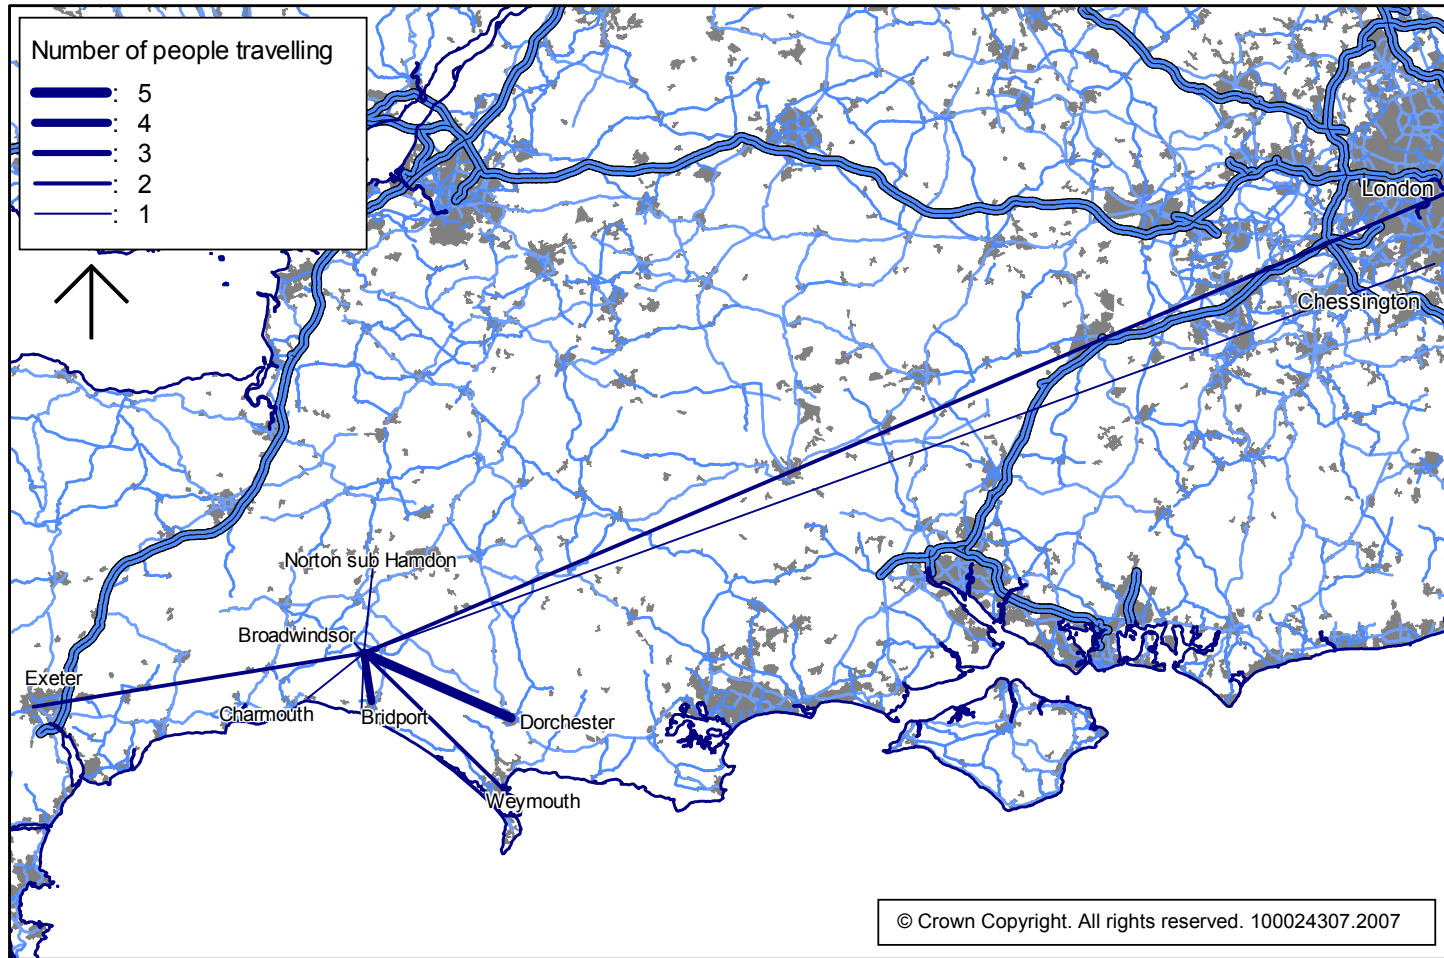 Number of people travelling
: 5
: 4
: 3
: 2
: 1
London
Chessington
Norton sub Hamdon
Broadwindsor
Exeter
Charmouth
Bridport
Dorchester
Weymouth
© Crown Copyright. All rights reserved. 100024307.2007